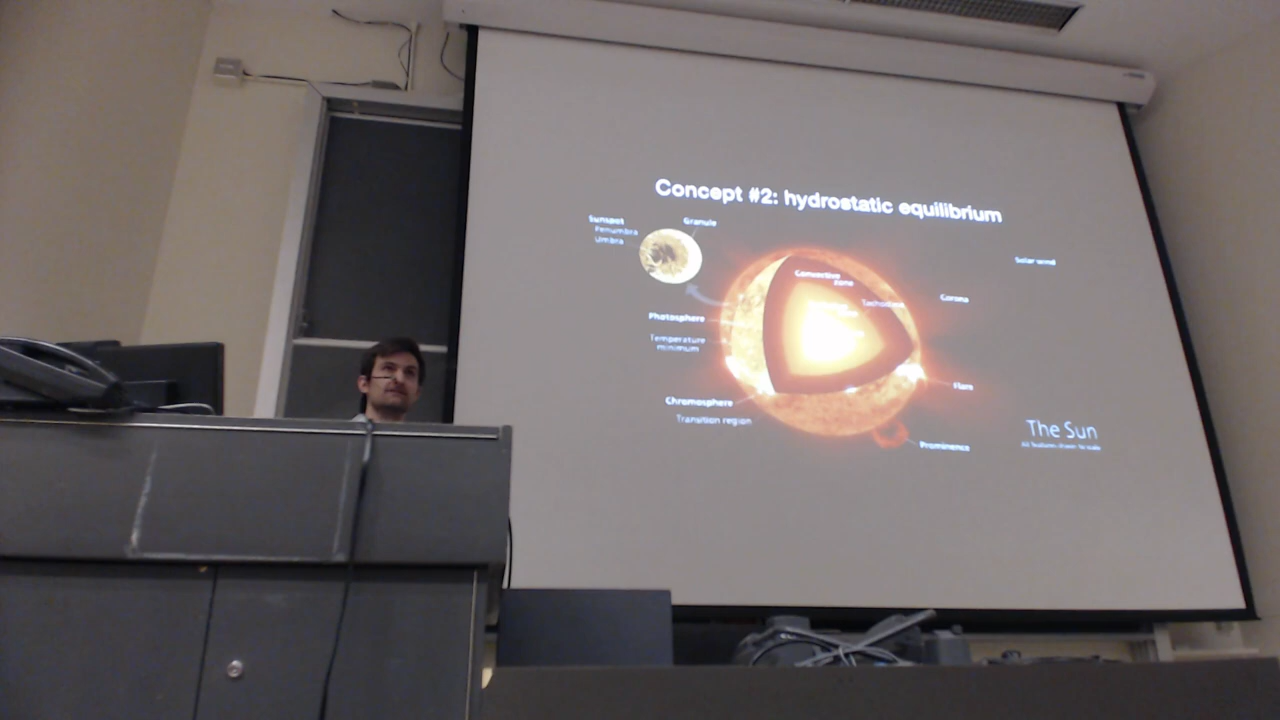 Concept #2: hydrostatic equilibrium
Sunspot
Penumbra
Umbra
Granule
Solar wind
Convective
zone
Corona
Photosphere
Temperature
minimum
Flare
Chromosphere
Transition region
The Sun
Prominence